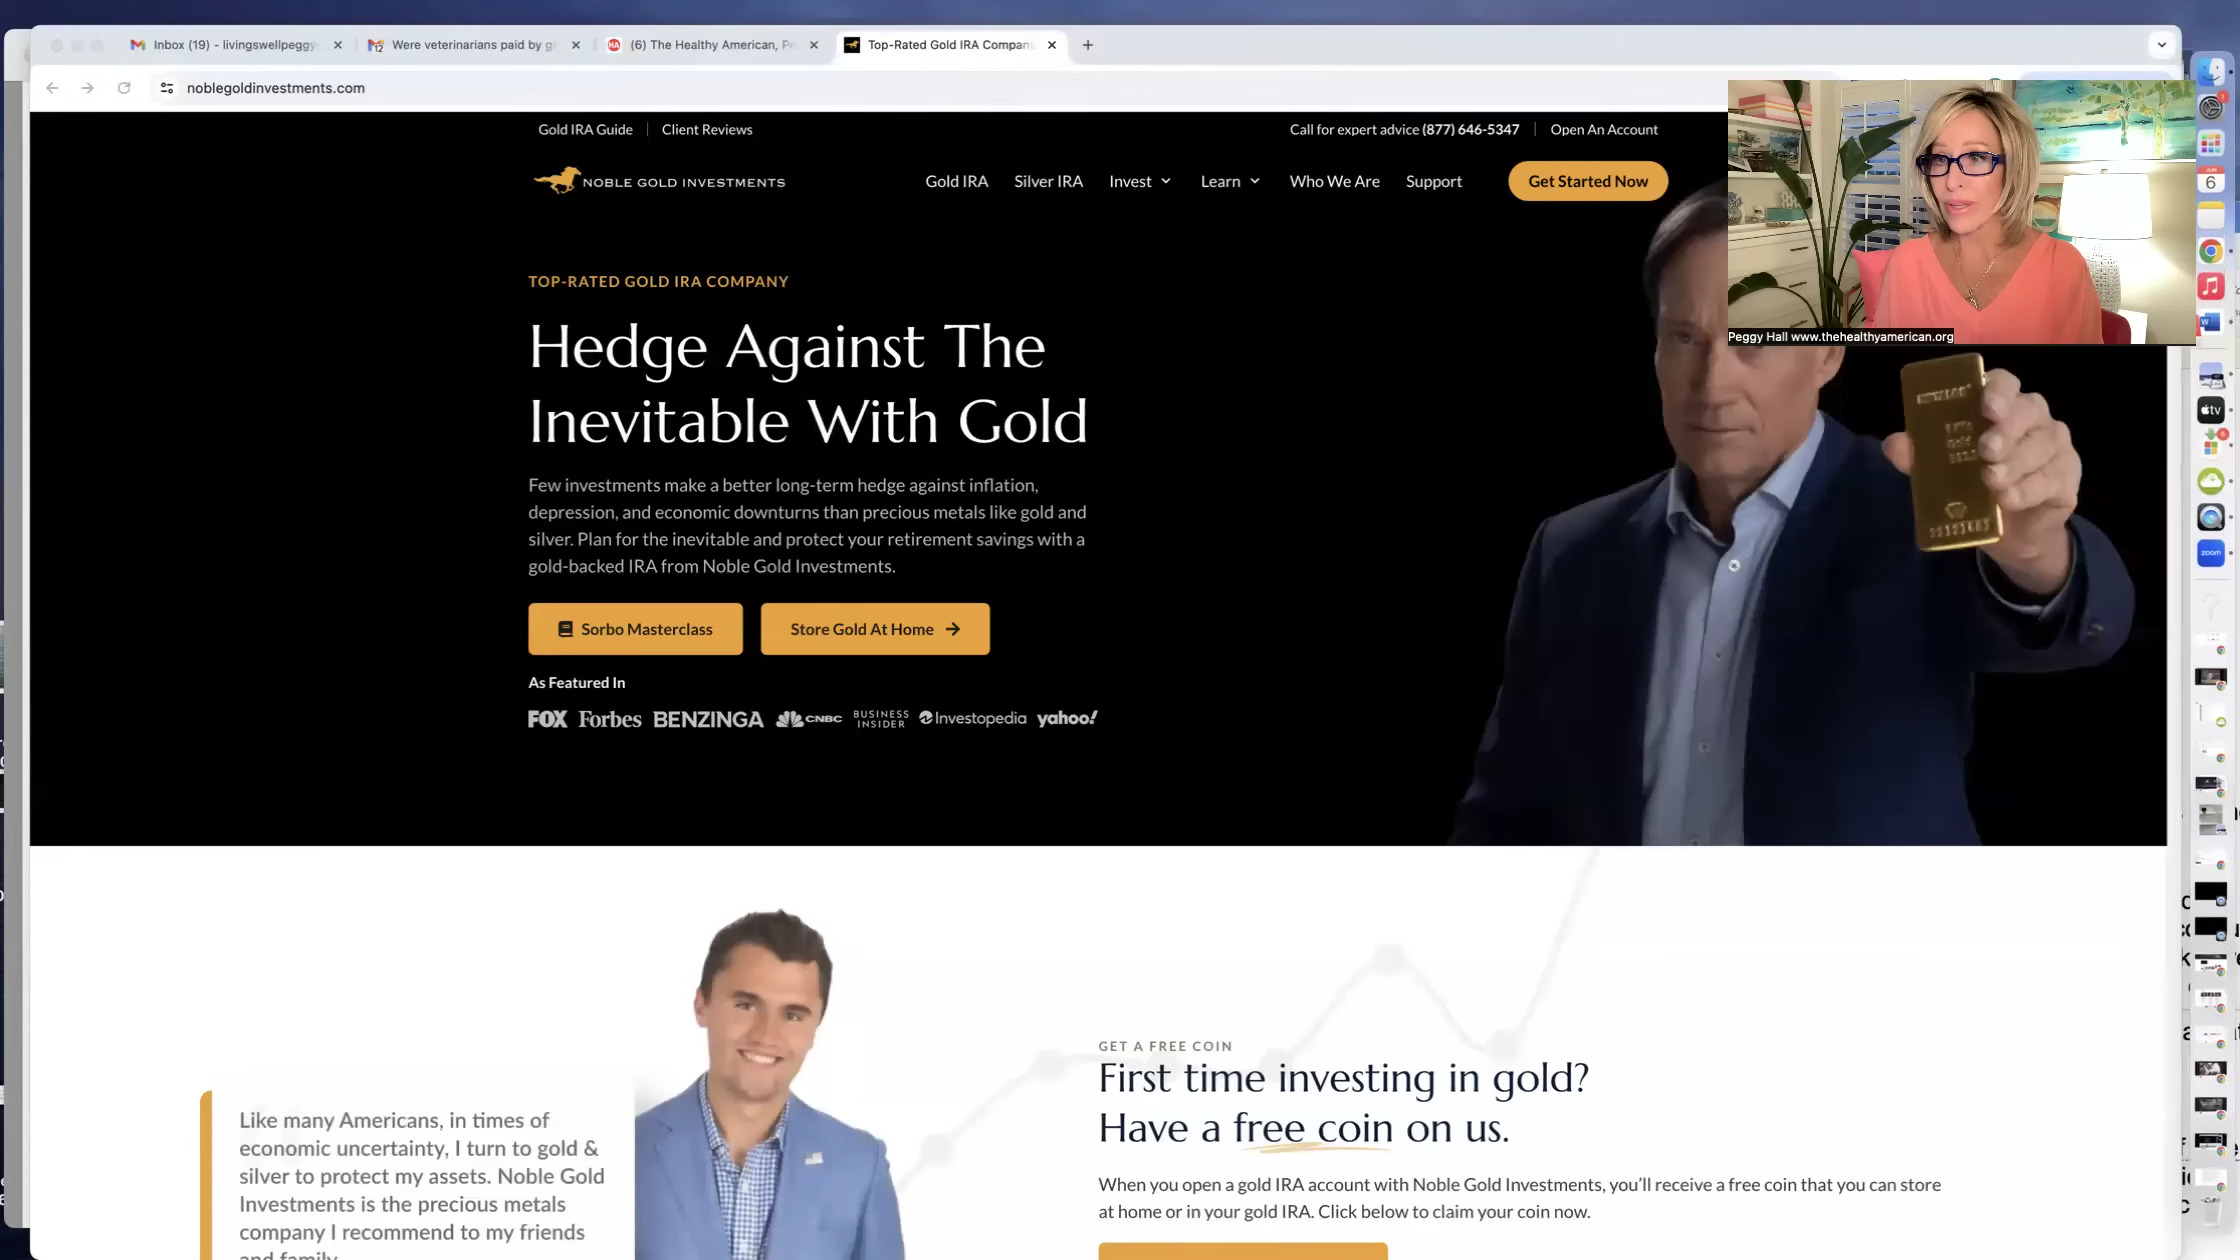 Inbox (19) - livingswellpeggy
Were veterinarians paid by g
(6) The Healthy American, Pe
Top-Rated Gold IRA Compan
noblegoldinvestments.com
Gold IRA Guide
Client Reviews
Call for expert advice (877) 646-5347
Open An Account
NOBLE GOLD INVESTMENTS
Gold IRA
Silver IRA
Invest
Learn
Who We Are
Support
Get Started Now
Peggy Hall www.thehealthyamerican.org
TOP-RATED GOLD IRA COMPANY
Hedge Against The
Inevitable With Gold
Few investments make a better long-term hedge against inflation,
depression, and economic downturns than precious metals like gold and
silver. Plan for the inevitable and protect your retirement savings with a
gold-backed IRA from Noble Gold Investments.
Sorbo Masterclass
Store Gold At Home
As Featured In
FOX Forbes BENZINGA CNBC BUSINESS INSIDER Investopedia yahoo!
Like many Americans, in times of
economic uncertainty, I turn to gold &
silver to protect my assets. Noble Gold
Investments is the precious metals
company I recommend to my friends
and family.
GET A FREE COIN
First time investing in gold?
Have a free coin on us.
When you open a gold IRA account with Noble Gold Investments, you'll receive a free coin that you can store
at home or in your gold IRA. Click below to claim your coin now.
JUN
6
tv
zoom